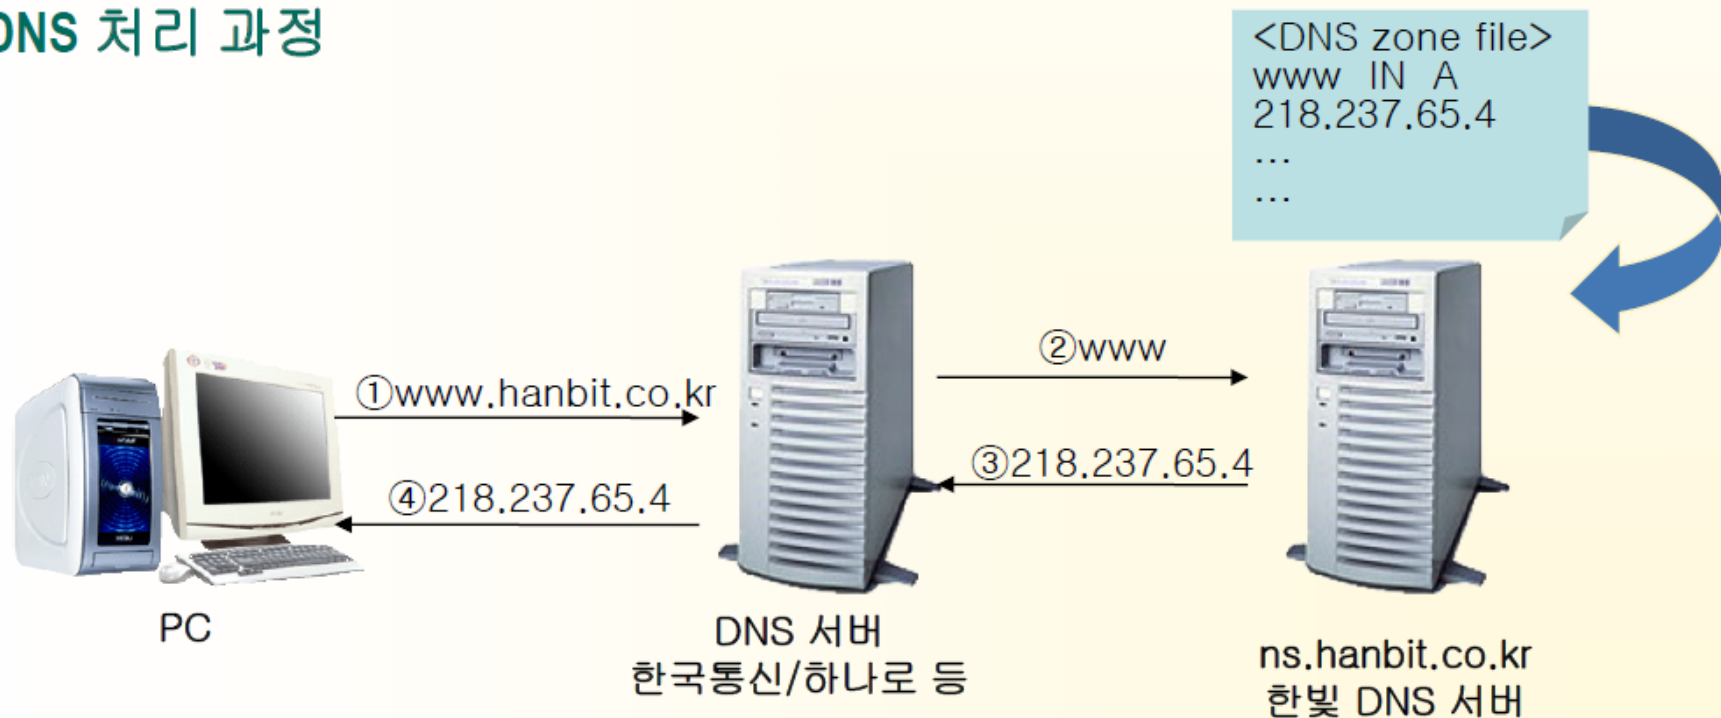 DNS 처리 과정
<DNS zone file>
www IN A
218.237.65.4
...
...
①www.hanbit.co.kr
②www
③218.237.65.4
④218.237.65.4
PC
DNS 서버
한국통신/하나로 등
ns.hanbit.co.kr
한빛 DNS 서버